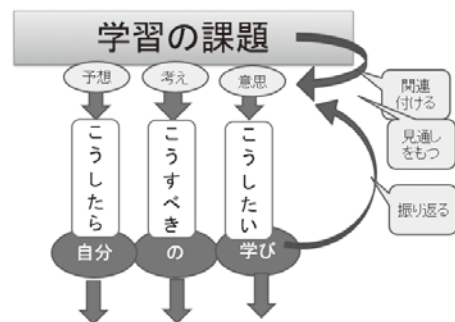 学習の課題
予想
考え
意思
関連
付ける
見通し
をもつ
こうしたら
こうすべき
こうしたい
振り返る
自分
の
学び